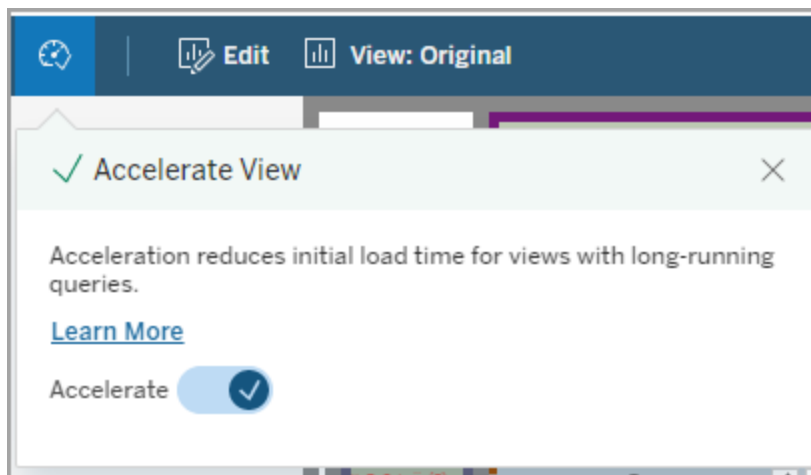 Edit
View: Original
Accelerate View
Acceleration reduces initial load time for views with long-running
queries.
Learn More
Accelerate